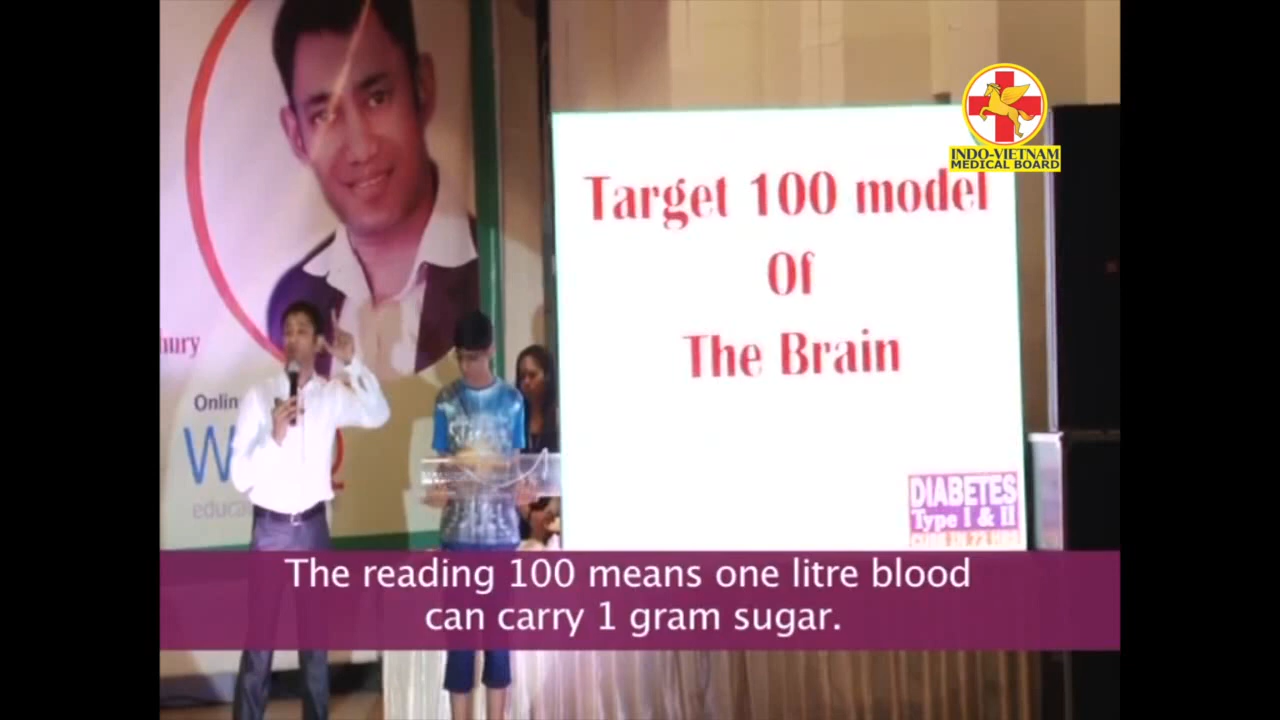 INDO-VIETNAM
MEDICAL BOARD
Target 100 model
Of
The Brain
hury
Onlin
educa
DIABETES
Type I & II
The reading 100 means one litre blood
can carry 1 gram sugar.